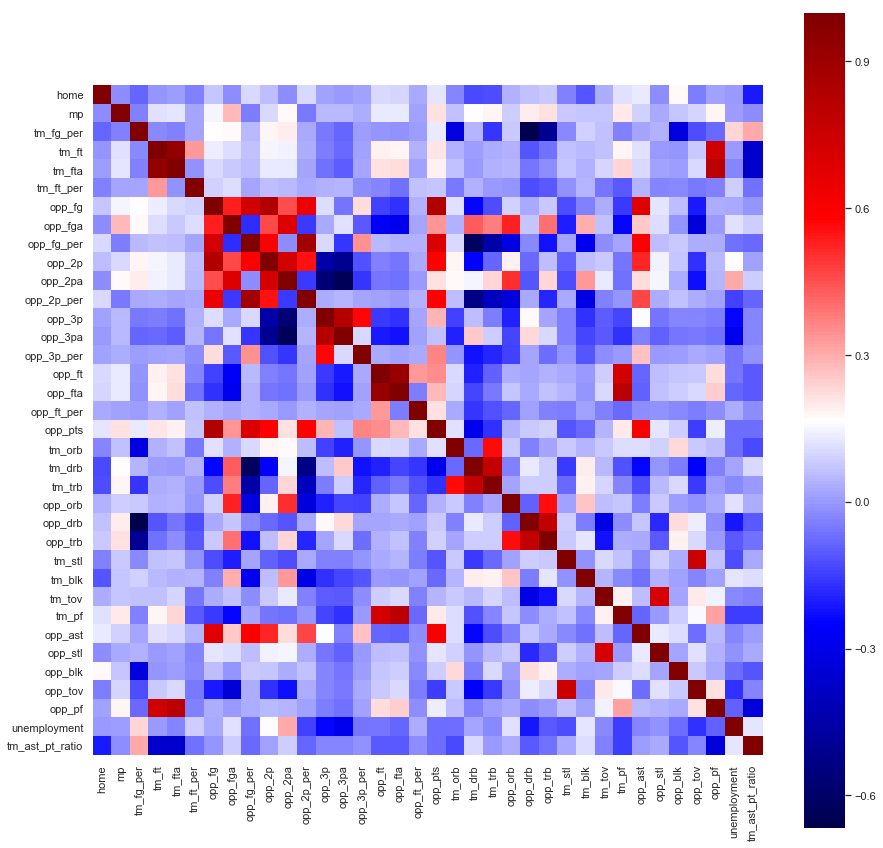 home
mp
tm_fg_per
tm_ft
tm_fta
tm_ft_per
opp_fg
opp_fga
opp_fg_per
opp_2p
opp_2pa
opp_2p_per
opp_3p
opp_3pa
opp_3p_per
opp_ft
opp_fta
opp_ft_per
opp_pts
tm_orb
tm_drb
tm_trb
opp_orb
opp_drb
opp_trb
tm_stl
tm_blk
tm_tov
tm_pf
opp_ast
opp_stl
opp_blk
opp_tov
opp_pf
unemployment
tm_ast_pt_ratio
home
mp
tm_fg_per
tm_ft
tm_fta
tm_ft_per
opp_fg
opp_fga
opp_fg_per
opp_2p
opp_2pa
opp_2p_per
opp_3p
opp_3pa
opp_3p_per
opp_ft
opp_fta
opp_ft_per
opp_pts
tm_orb
tm_drb
tm_trb
opp_orb
opp_drb
opp_trb
tm_stl
tm_blk
tm_tov
tm_pf
opp_ast
opp_stl
opp_blk
opp_tov
opp_pf
unemployment
tm_ast_pt_ratio
0.9
0.6
0.3
0.0
−0.3
−0.6